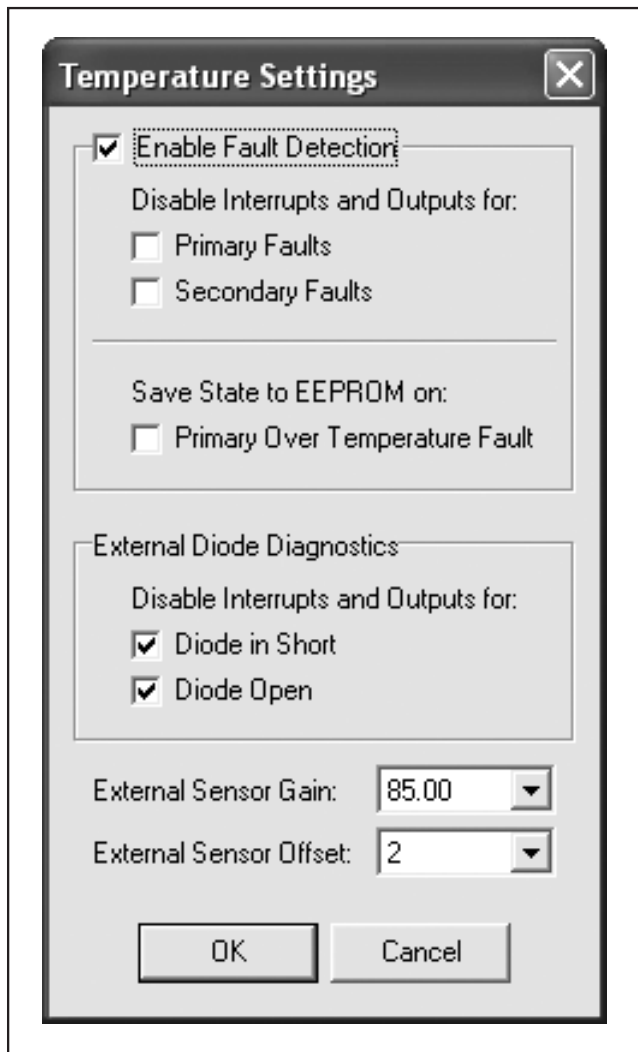 Temperature Settings
Enable Fault Detection
Disable Interrupts and Outputs for:
Primary Faults
Secondary Faults
Save State to EEPROM on:
Primary Over Temperature Fault
External Diode Diagnostics
Disable Interrupts and Outputs for:
Diode in Short
Diode Open
External Sensor Gain: 85.00
External Sensor Offset: 2
OK Cancel